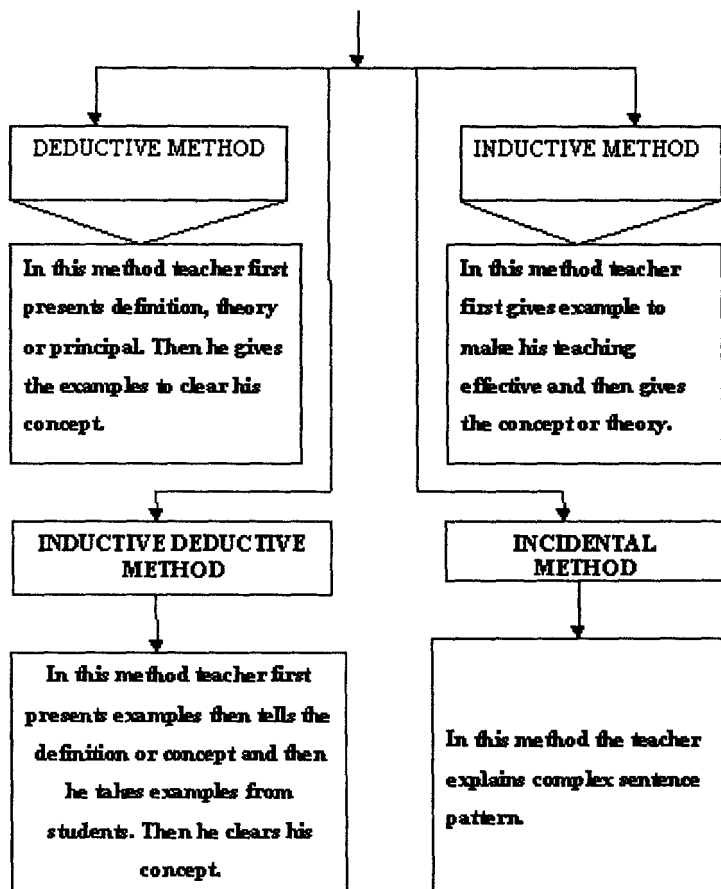 DEDUCTIVE METHOD
In this method teacher first
presents definition, theory
or principal. Then he gives
the examples to clear his
concept.
INDUCTIVE METHOD
In this method teacher
first gives example to
make his teaching
effective and then gives
the concept or theory.
INDUCTIVE DEDUCTIVE
METHOD
In this method teacher first
presents examples then tells the
definition or concept and then
he takes examples from
students. Then he clears his
concept.
INCIDENTAL
METHOD
In this method the teacher
explains complex sentence
pattern.